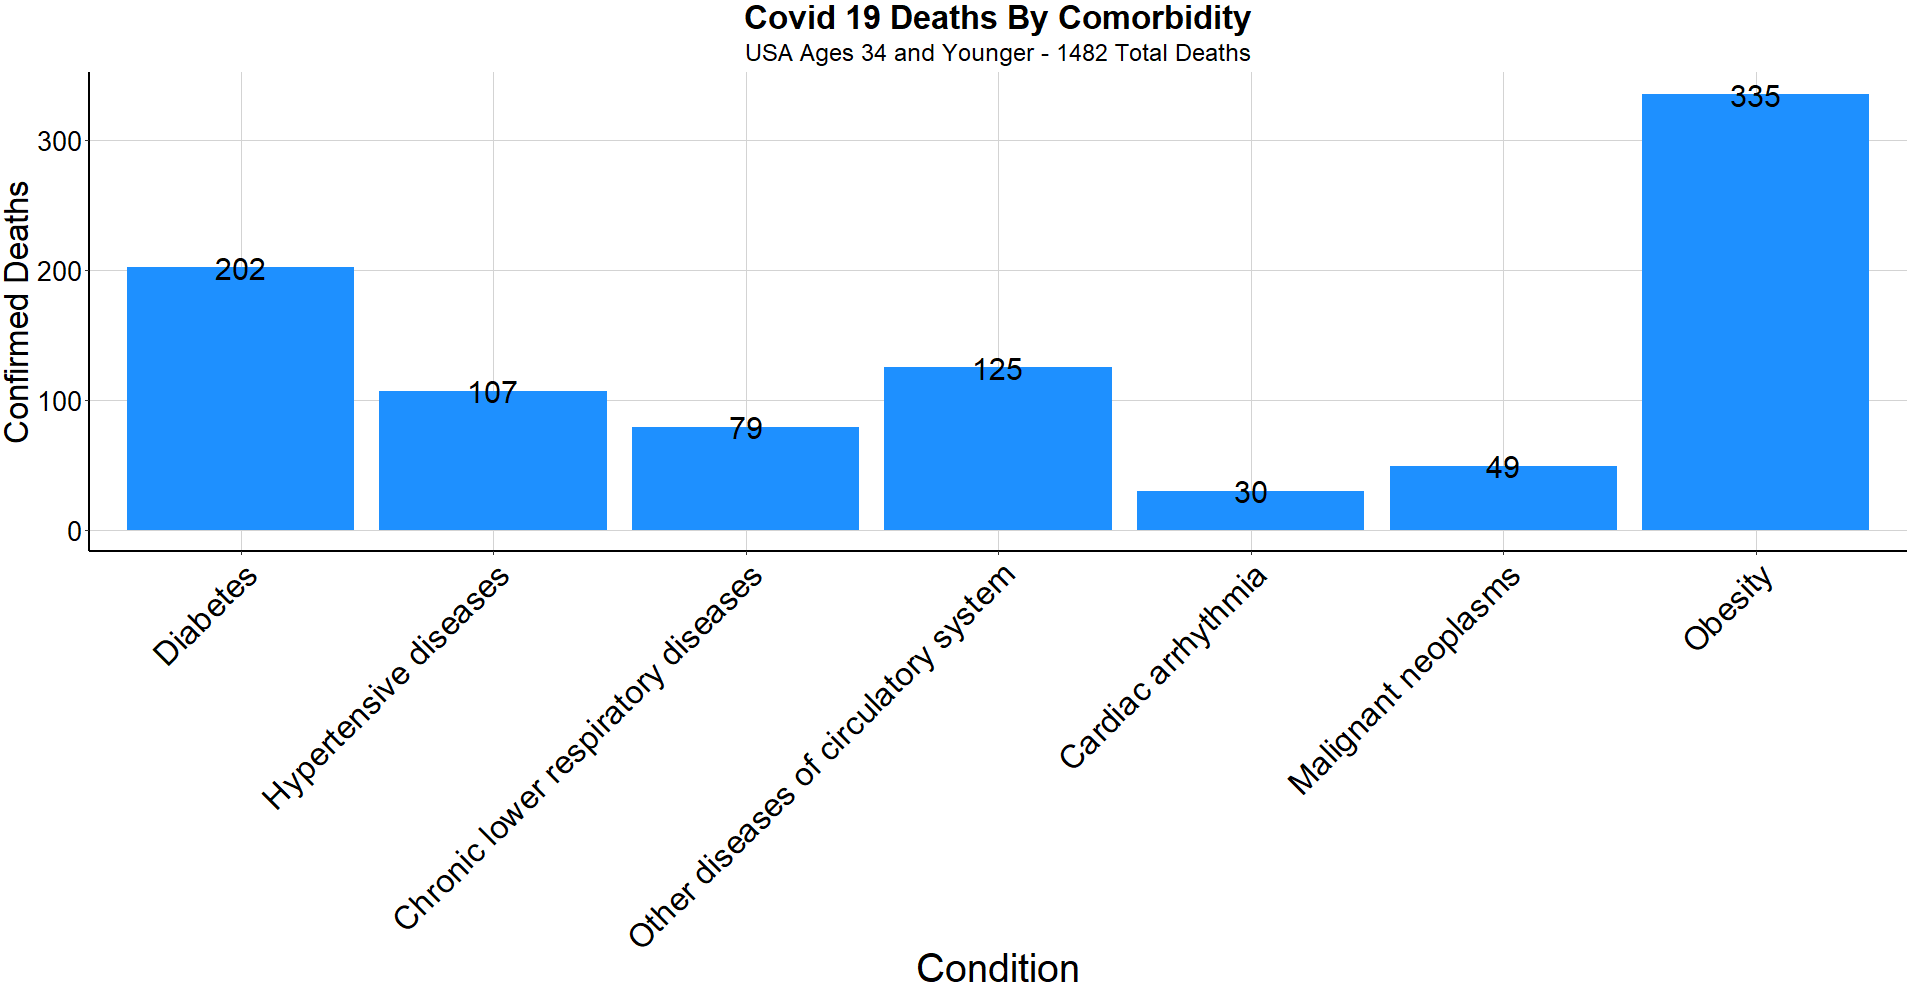 Covid 19 Deaths By Comorbidity
USA Ages 34 and Younger - 1482 Total Deaths
Confirmed Deaths
300
200
100
0
202
107
79
125
30
49
335
Diabetes
Hypertensive diseases
Chronic lower respiratory diseases
Other diseases of circulatory system
Cardiac arrhythmia
Malignant neoplasms
Obesity
Condition